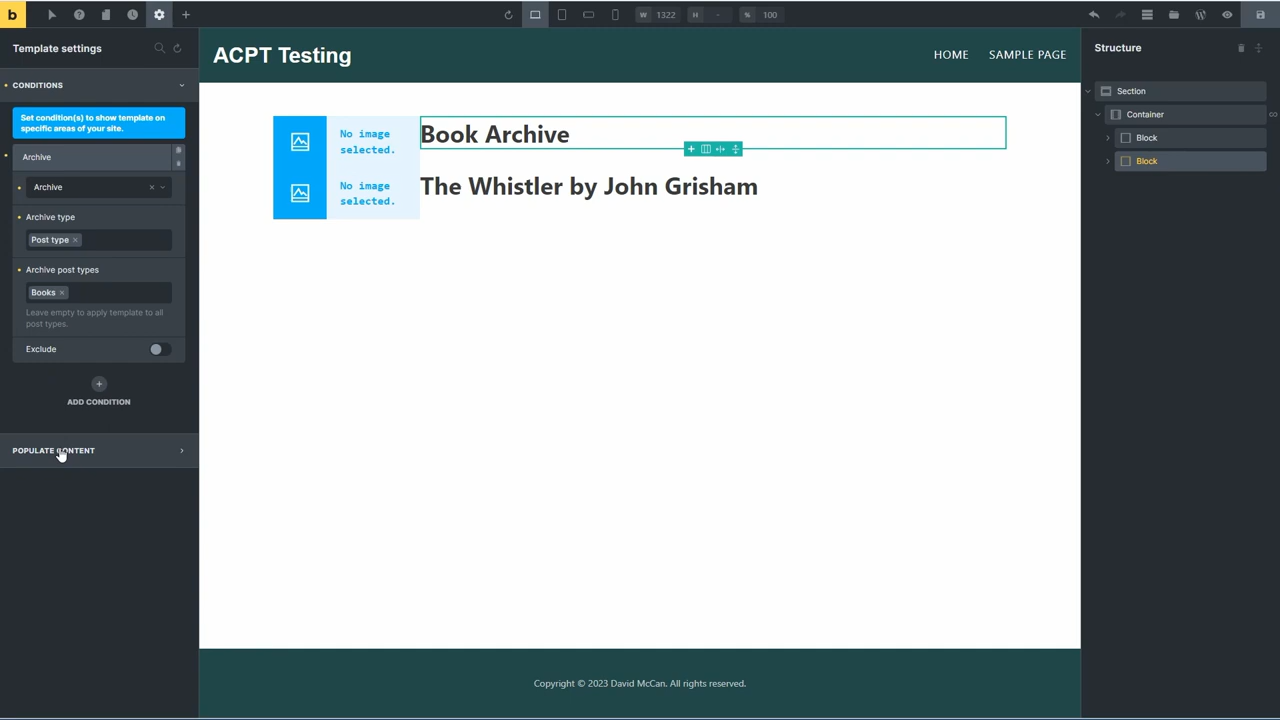 b
W 1322 H - % 100
Template settings
CONDITIONS
Set condition(s) to show template on
specific areas of your site.
Archive
Archive
Archive type
Post type ×
Archive post types
Books ×
Leave empty to apply template to all
post types.
Exclude
ADD CONDITION
POPULATE CONTENT
ACPT Testing
HOME SAMPLE PAGE
No image
selected.
Book Archive
No image
selected.
The Whistler by John Grisham
Copyright © 2023 David McCan. All rights reserved.
Structure
Section
Container
Block
Block